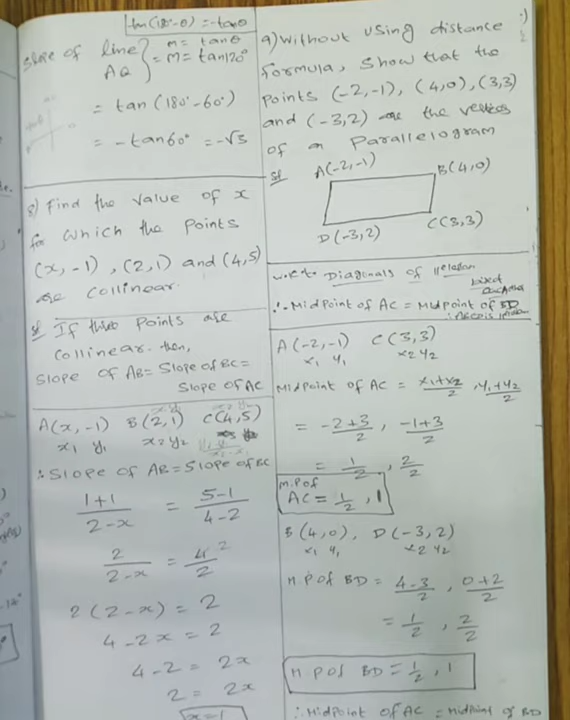 tan(180°-θ) = -tanθ
Slope of line AQ } = m = tanθ
m = tan120°
= tan (180°-60°)
= -tan60° = -√3
8) Find the value of x
for which the points
(x, -1), (2,1) and (4,5)
are collinear.
Sol If three Points are
collinear. then,
Slope of AB = Slope of BC =
Slope of AC
A(x, -1) B(2,1) C(4,5)
x₁ y₁ x₂ y₂
∴ Slope of AB = Slope of BC
1+1/2-x = 5-1/4-2
2/2-x = 4/2 2
2(2-x) = 2
4-2x = 2
4-2 = 2x
2 = 2x
x=1
9) Without using distance
formula, show that the
points (-2,-1), (4,0), (3,3)
and (-3,2) are the vertices
of a Parallelogram
Sol A(-2,-1) B(4,0)
D(-3,2) C(3,3)
W.K.T Diagonals of
bisect each other
∴ Midpoint of AC = Midpoint of BD
A(-2,-1) C(3,3)
x₁ y₁ x₂ y₂
Midpoint of AC = x₁+x₂/2, y₁+y₂/2
= -2+3/2, -1+3/2
= 1/2, 2/2
M.P of
AC = 1/2, 1
B(4,0), D(-3,2)
x₁ y₁ x₂ y₂
M.P of BD = 4-3/2, 0+2/2
= 1/2, 2/2
M.P of BD = 1/2, 1
∴ Midpoint of AC = Midpoint of BD